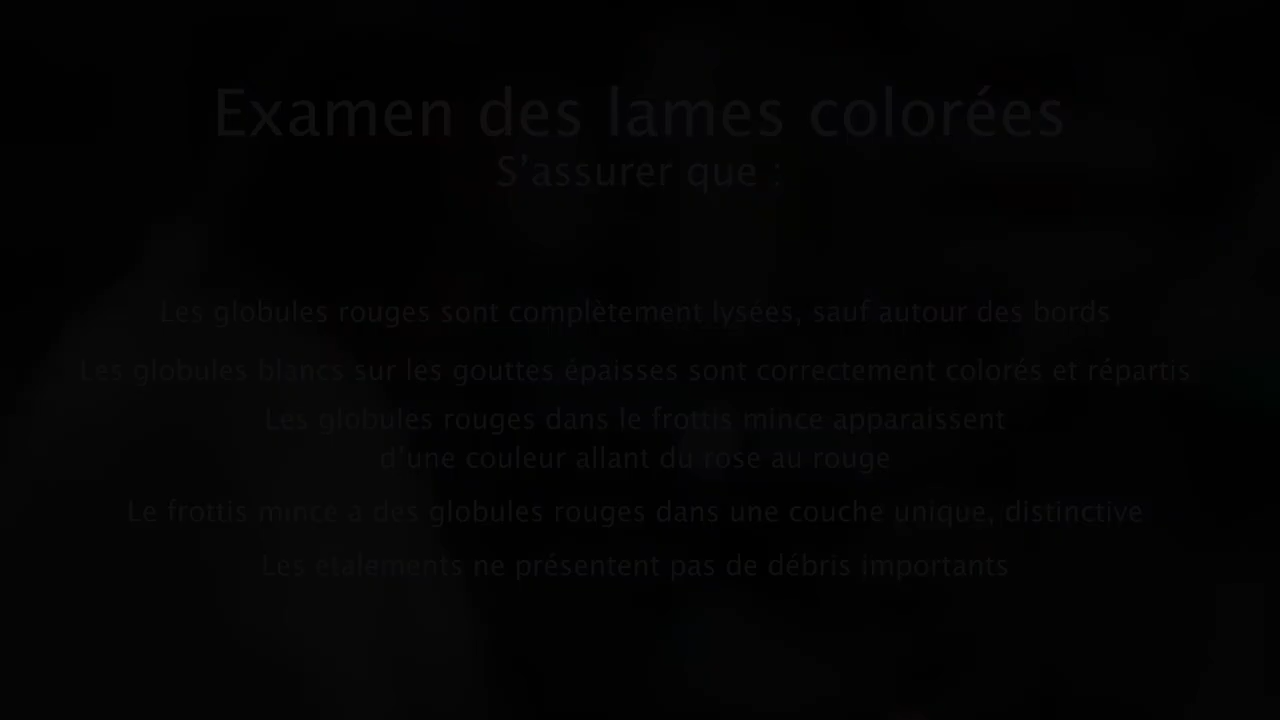 Examen des lames colorées
S’assurer que :
Les globules rouges sont complètement lysées, sauf autour des bords
Les globules blancs sur les gouttes épaisses sont correctement colorés et répartis
Les globules rouges dans le frottis mince apparaissent
d’une couleur allant du rose au rouge
Le frottis mince a des globules rouges dans une couche unique, distinctive
Les etalements ne présentent pas de débris importants